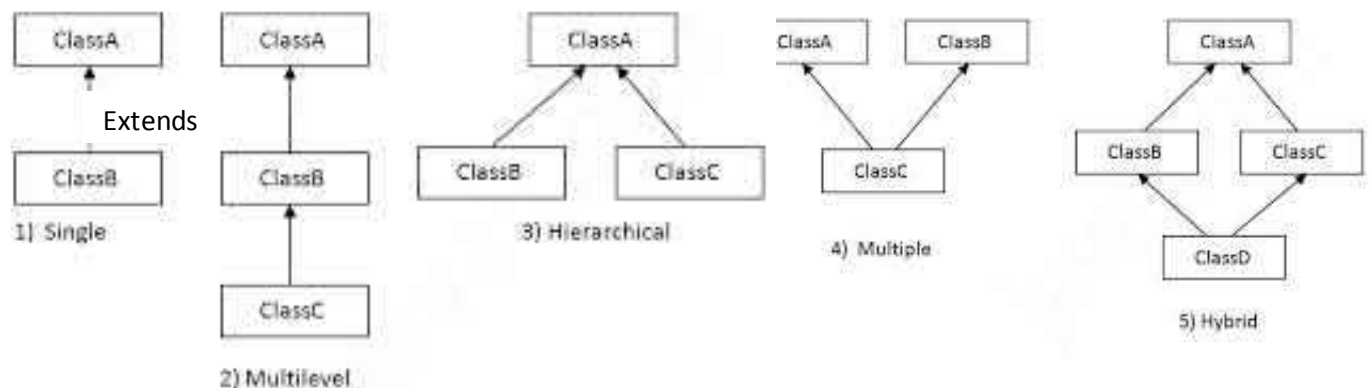 ClassA
Extends
ClassB
1) Single
ClassA
ClassB
ClassC
2) Multilevel
ClassA
ClassB
ClassC
3) Hierarchical
ClassA
ClassB
ClassC
4) Multiple
ClassA
ClassB
ClassC
ClassD
5) Hybrid